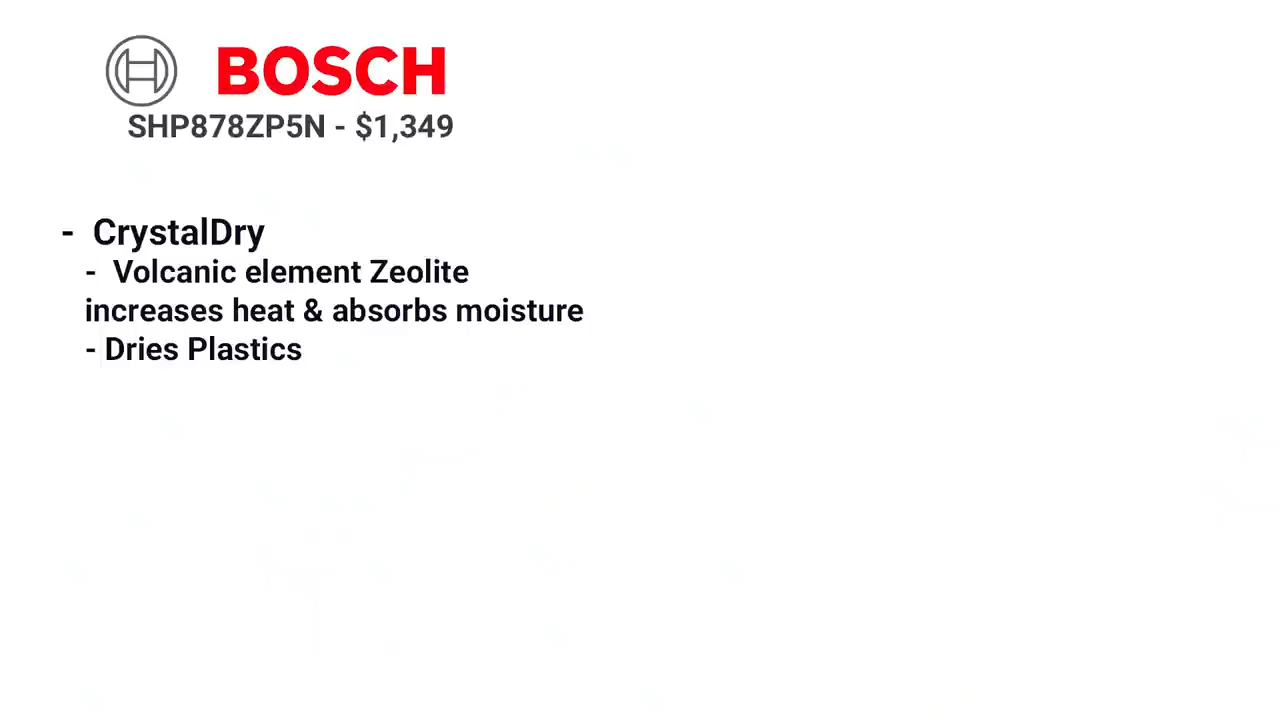 BOSCH
SHP878ZP5N - $1,349
- CrystalDry
- Volcanic element Zeolite
increases heat & absorbs moisture
- Dries Plastics